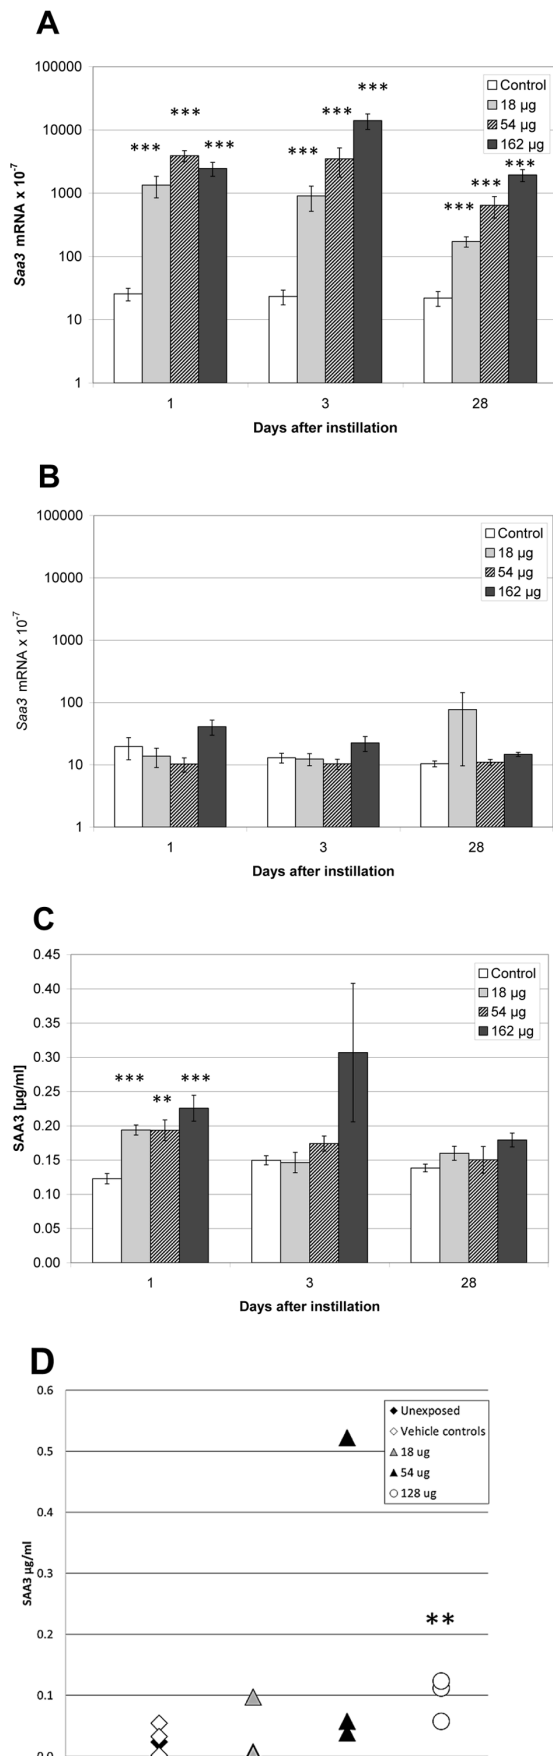 A
100000
10000
1000
100
10
1
Saa3 mRNA x 10⁻⁷
Control
18 µg
54 µg
162 µg
*** *** ***
*** *** ***
*** *** ***
1 3 28
Days after instillation
B
100000
10000
1000
100
10
1
Saa3 mRNA x 10⁻⁷
Control
18 µg
54 µg
162 µg
1 3 28
Days after instillation
C
0.45
0.40
0.35
0.30
0.25
0.20
0.15
0.10
0.05
0.00
SAA3 [µg/ml]
Control
18 µg
54 µg
162 µg
*** ** ***
1 3 28
Days after instillation
D
0.6
0.5
0.4
0.3
0.2
0.1
0.0
SAA3 µg/ml
Unexposed
Vehicle controls
18 ug
54 ug
128 ug
**